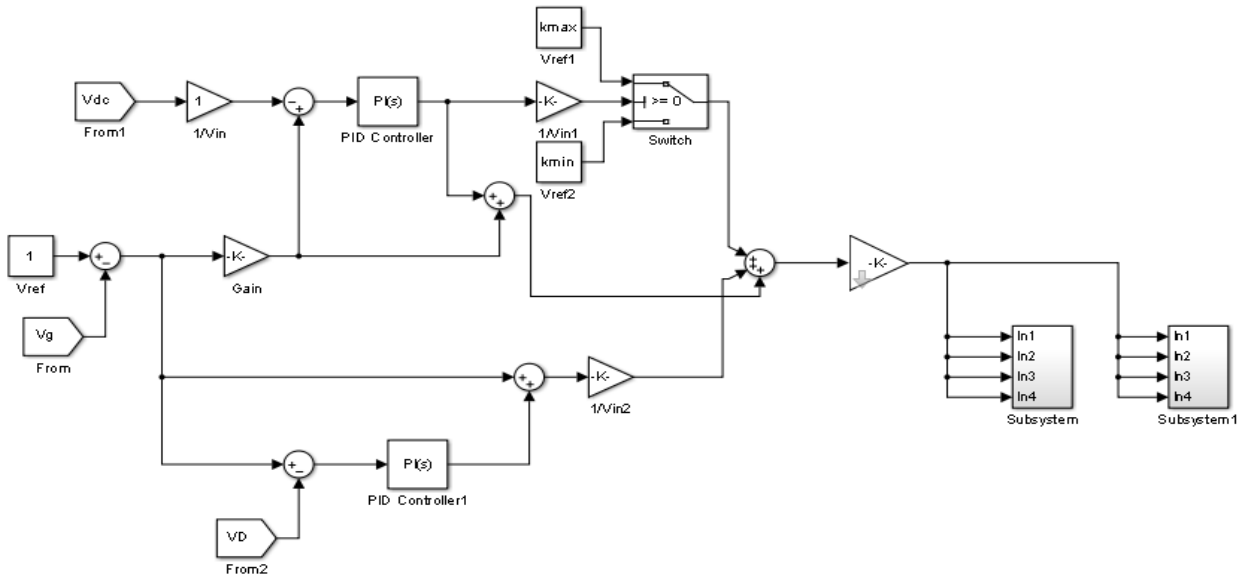 kmax
Vref1
Vdc
From1
1
1/Vin
PI(s)
PID Controller
-K-
1/Vin1
>= 0
Switch
kmin
Vref2
1
Vref
-K-
Gain
Vg
From
-K-
In1
In2
In3
In4
Subsystem
In1
In2
In3
In4
Subsystem1
-K-
1/Vin2
PI(s)
PID Controller1
VD
From2